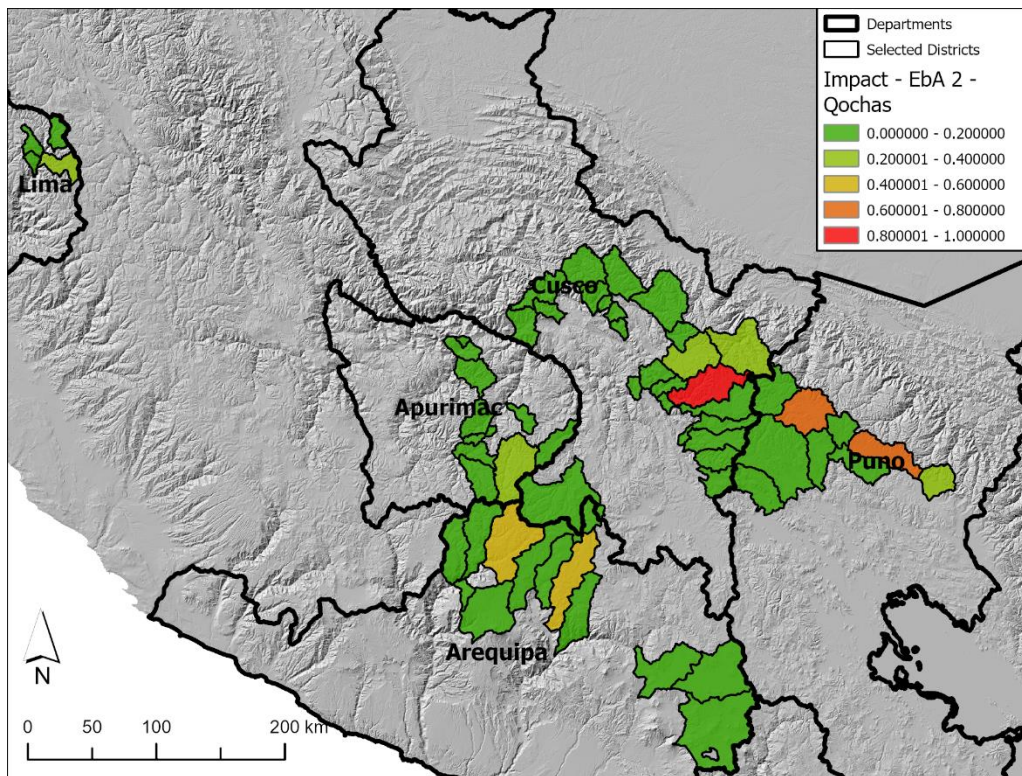 Departments
Selected Districts
Impact - EbA 2 -
Qochas
0.000000 - 0.200000
0.200001 - 0.400000
0.400001 - 0.600000
0.600001 - 0.800000
0.800001 - 1.000000
Lima
Cusco
Apurimac
Puno
Arequipa
N
0 50 100 200 km